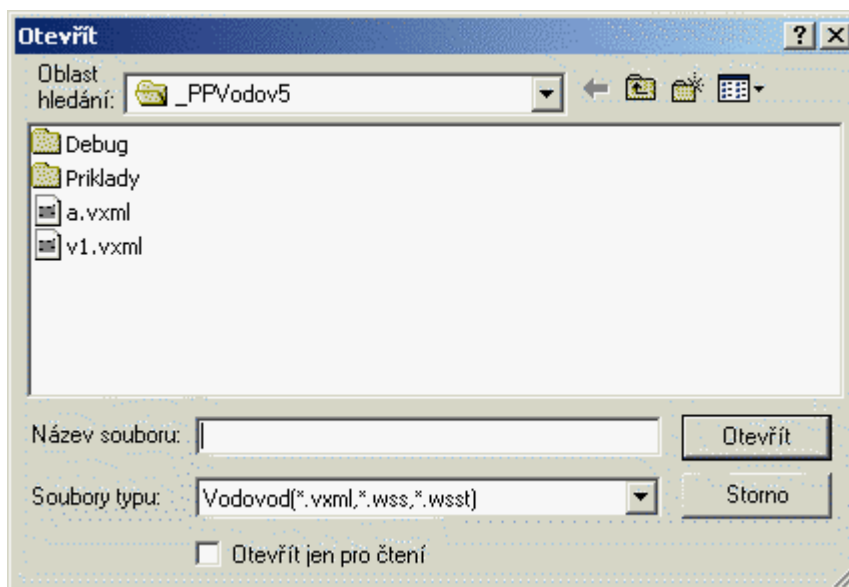 Otevřít
Oblast
hledání:
_PPVodov5
Debug
Priklady
a.vxml
v1.vxml
Název souboru:
Otevřít
Soubory typu:
Vodovod(*.vxml,*.wss,*.wsst)
Storno
Otevřít jen pro čtení